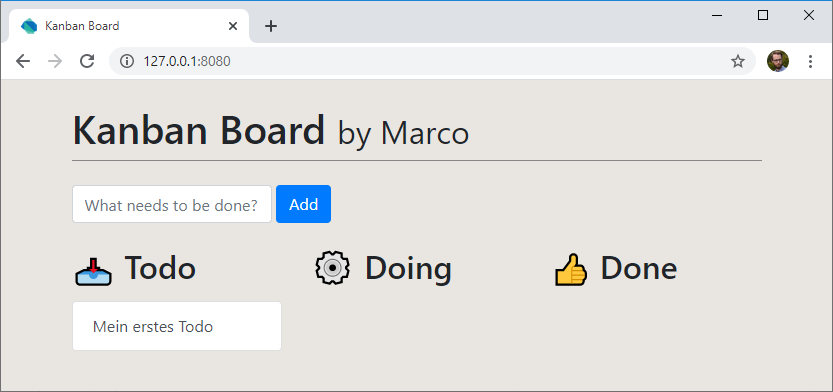 Kanban Board
127.0.0.1:8080
Kanban Board by Marco
What needs to be done? Add
Todo Doing Done
Mein erstes Todo